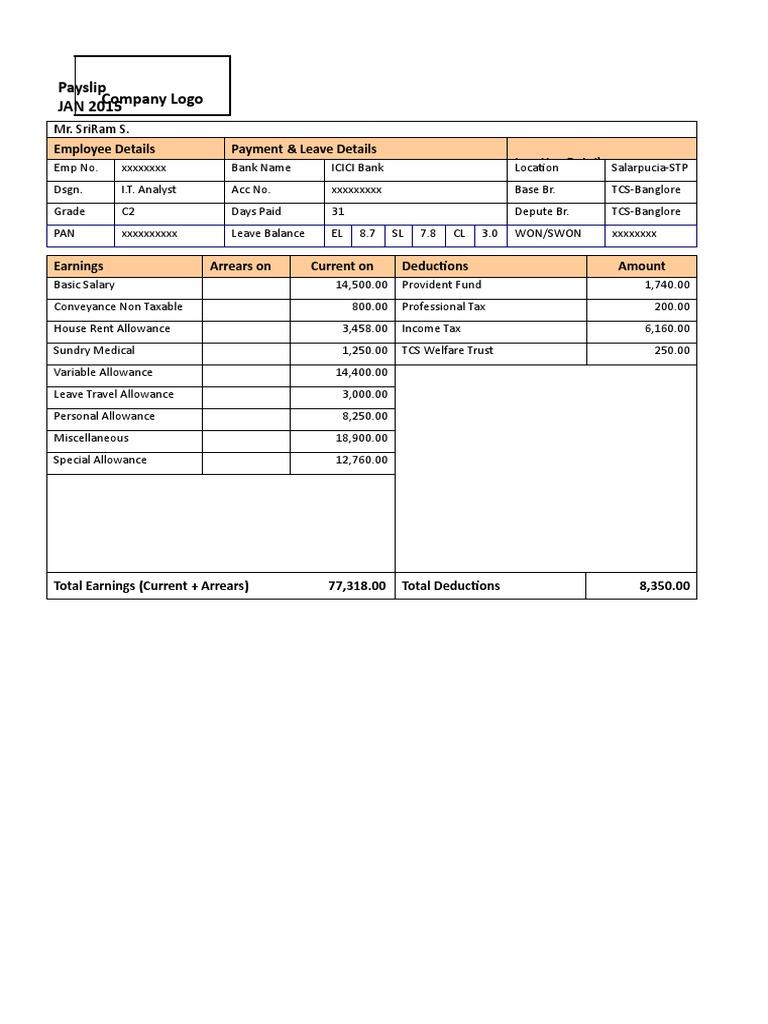 Payslip
Company Logo
JAN 2015
Mr. SriRam S.
Employee Details Payment & Leave Details
Emp No. xxxxxxxx Bank Name ICICI Bank Location Salarpucia-STP
Dsgn. I.T. Analyst Acc No. xxxxxxxxx Base Br. TCS-Banglore
Grade C2 Days Paid 31 Depute Br. TCS-Banglore
PAN xxxxxxxxxx Leave Balance EL 8.7 SL 7.8 CL 3.0 WON/SWON xxxxxxxx
Earnings Arrears on Current on Deductions Amount
Basic Salary 14,500.00 Provident Fund 1,740.00
Conveyance Non Taxable 800.00 Professional Tax 200.00
House Rent Allowance 3,458.00 Income Tax 6,160.00
Sundry Medical 1,250.00 TCS Welfare Trust 250.00
Variable Allowance 14,400.00
Leave Travel Allowance 3,000.00
Personal Allowance 8,250.00
Miscellaneous 18,900.00
Special Allowance 12,760.00
Total Earnings (Current + Arrears) 77,318.00 Total Deductions 8,350.00